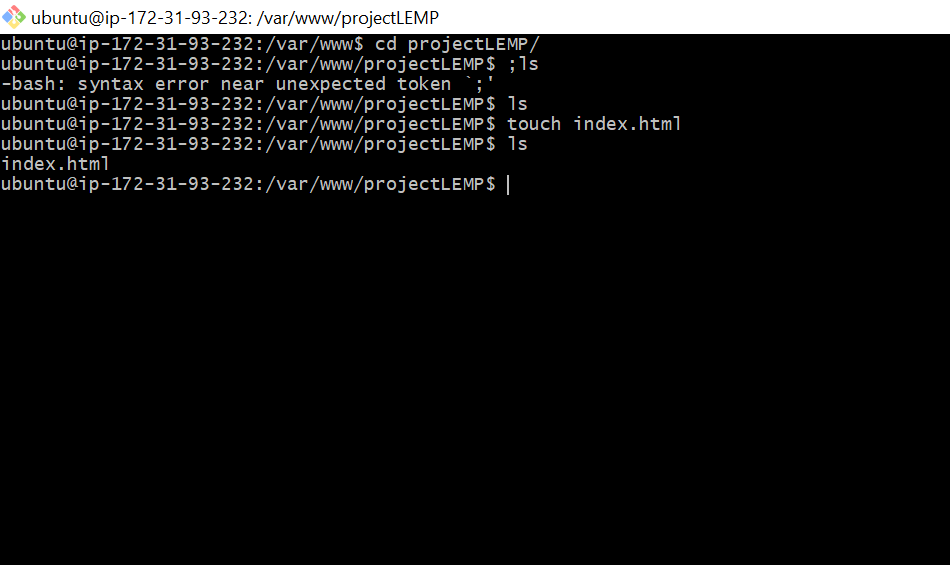 ubuntu@ip-172-31-93-232: /var/www/projectLEMP
ubuntu@ip-172-31-93-232:/var/www$ cd projectLEMP/
ubuntu@ip-172-31-93-232:/var/www/projectLEMP$ ;ls
-bash: syntax error near unexpected token `;'
ubuntu@ip-172-31-93-232:/var/www/projectLEMP$ ls
ubuntu@ip-172-31-93-232:/var/www/projectLEMP$ touch index.html
ubuntu@ip-172-31-93-232:/var/www/projectLEMP$ ls
index.html
ubuntu@ip-172-31-93-232:/var/www/projectLEMP$